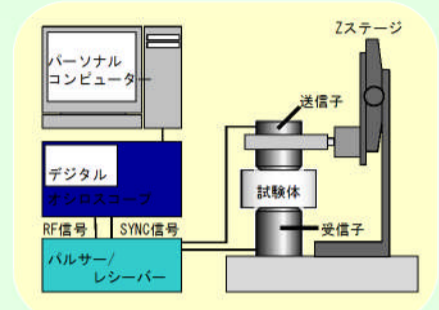 パーソナル
コンピューター
デジタル
オシロスコープ
RF信号
SYNC信号
パルサー/
レシーバー
Zステージ
送信子
試験体
受信子